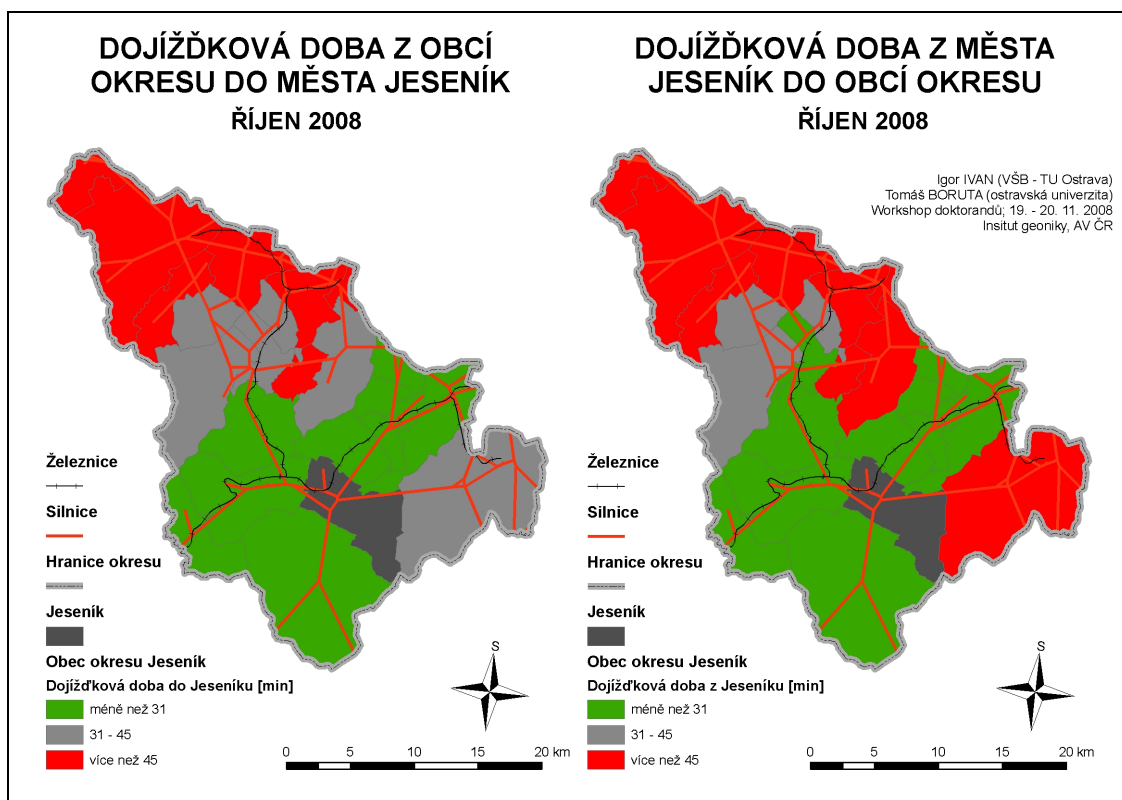 DOJÍŽĎKOVÁ DOBA Z OBCÍ
OKRESU DO MĚSTA JESENÍK
ŘÍJEN 2008
Železnice
Silnice
Hranice okresu
Jeseník
Obec okresu Jeseník
Dojížďková doba do Jeseníku [min]
méně než 31
31 - 45
více než 45
S
0 5 10 15 20 km
DOJÍŽĎKOVÁ DOBA Z MĚSTA
JESENÍK DO OBCÍ OKRESU
ŘÍJEN 2008
Igor IVAN (VŠB - TU Ostrava)
Tomáš BORUTA (ostravská univerzita)
Workshop doktorandů; 19. - 20. 11. 2008
Insitut geoniky, AV ČR
Železnice
Silnice
Hranice okresu
Jeseník
Obec okresu Jeseník
Dojížďková doba z Jeseníku [min]
méně než 31
31 - 45
více než 45
S
0 5 10 15 20 km